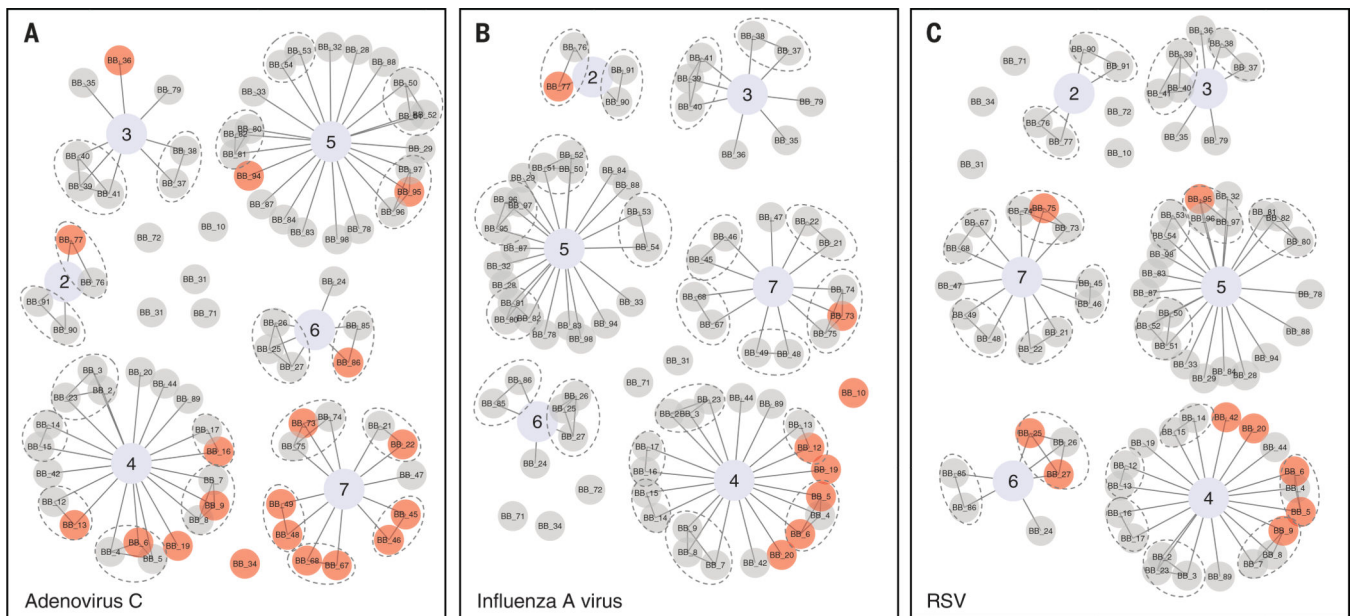 A
BB_36
BB_35
BB_79
3
BB_40
BB_38
BB_39
BB_41
BB_37
BB_53
BB_32
BB_28
BB_54
BB_88
BB_33
BB_50
BB_52
BB_80
BB_82
BB_81
5
BB_29
BB_94
BB_97
BB_95
BB_87
BB_96
BB_84
BB_83
BB_98
BB_78
BB_77
BB_72
BB_10
2
BB_76
BB_91
BB_90
BB_31
BB_31
BB_71
BB_24
6
BB_26
BB_85
BB_25
BB_27
BB_86
BB_3
BB_20
BB_44
BB_2
BB_23
BB_89
BB_14
BB_17
BB_15
BB_16
4
BB_42
BB_7
BB_12
BB_9
BB_13
BB_8
BB_6
BB_19
BB_4
BB_5
BB_34
BB_73
BB_74
BB_21
BB_75
BB_22
BB_47
7
BB_49
BB_45
BB_48
BB_46
BB_68
BB_67
Adenovirus C
B
BB_76
BB_77
2
BB_91
BB_90
BB_38
BB_37
BB_41
BB_39
BB_40
3
BB_79
BB_35
BB_36
BB_52
BB_51
BB_50
BB_84
BB_29
BB_88
BB_96
BB_97
BB_53
BB_95
BB_87
5
BB_54
BB_32
BB_28
BB_81
BB_33
BB_80
BB_82
BB_83
BB_94
BB_78
BB_98
BB_47
BB_22
BB_46
BB_21
BB_45
7
BB_74
BB_68
BB_73
BB_67
BB_75
BB_49
BB_48
BB_31
BB_71
BB_10
BB_86
BB_85
BB_26
BB_25
6
BB_27
BB_24
BB_72
BB_71
BB_34
BB_23
BB_44
BB_89
BB_3
BB_13
BB_17
BB_12
BB_16
BB_19
4
BB_15
BB_5
BB_14
BB_4
BB_9
BB_6
BB_8
BB_7
BB_20
BB_42
Influenza A virus
C
BB_71
BB_90
BB_91
2
BB_34
BB_72
BB_76
BB_77
BB_10
BB_31
BB_36
BB_39
BB_38
BB_37
BB_40
BB_41
3
BB_35
BB_79
BB_67
BB_74
BB_75
BB_73
BB_68
7
BB_47
BB_45
BB_46
BB_49
BB_48
BB_21
BB_22
BB_95
BB_32
BB_53
BB_96
BB_97
BB_81
BB_82
BB_54
BB_80
BB_98
BB_83
5
BB_87
BB_78
BB_50
BB_52
BB_88
BB_51
BB_94
BB_33
BB_84
BB_29
BB_28
BB_25
BB_26
BB_85
BB_27
6
BB_86
BB_24
BB_14
BB_42
BB_15
BB_20
BB_19
BB_44
BB_12
BB_6
BB_13
BB_4
4
BB_16
BB_5
BB_17
BB_9
BB_2
BB_8
BB_23
BB_3
BB_89
BB_7
RSV